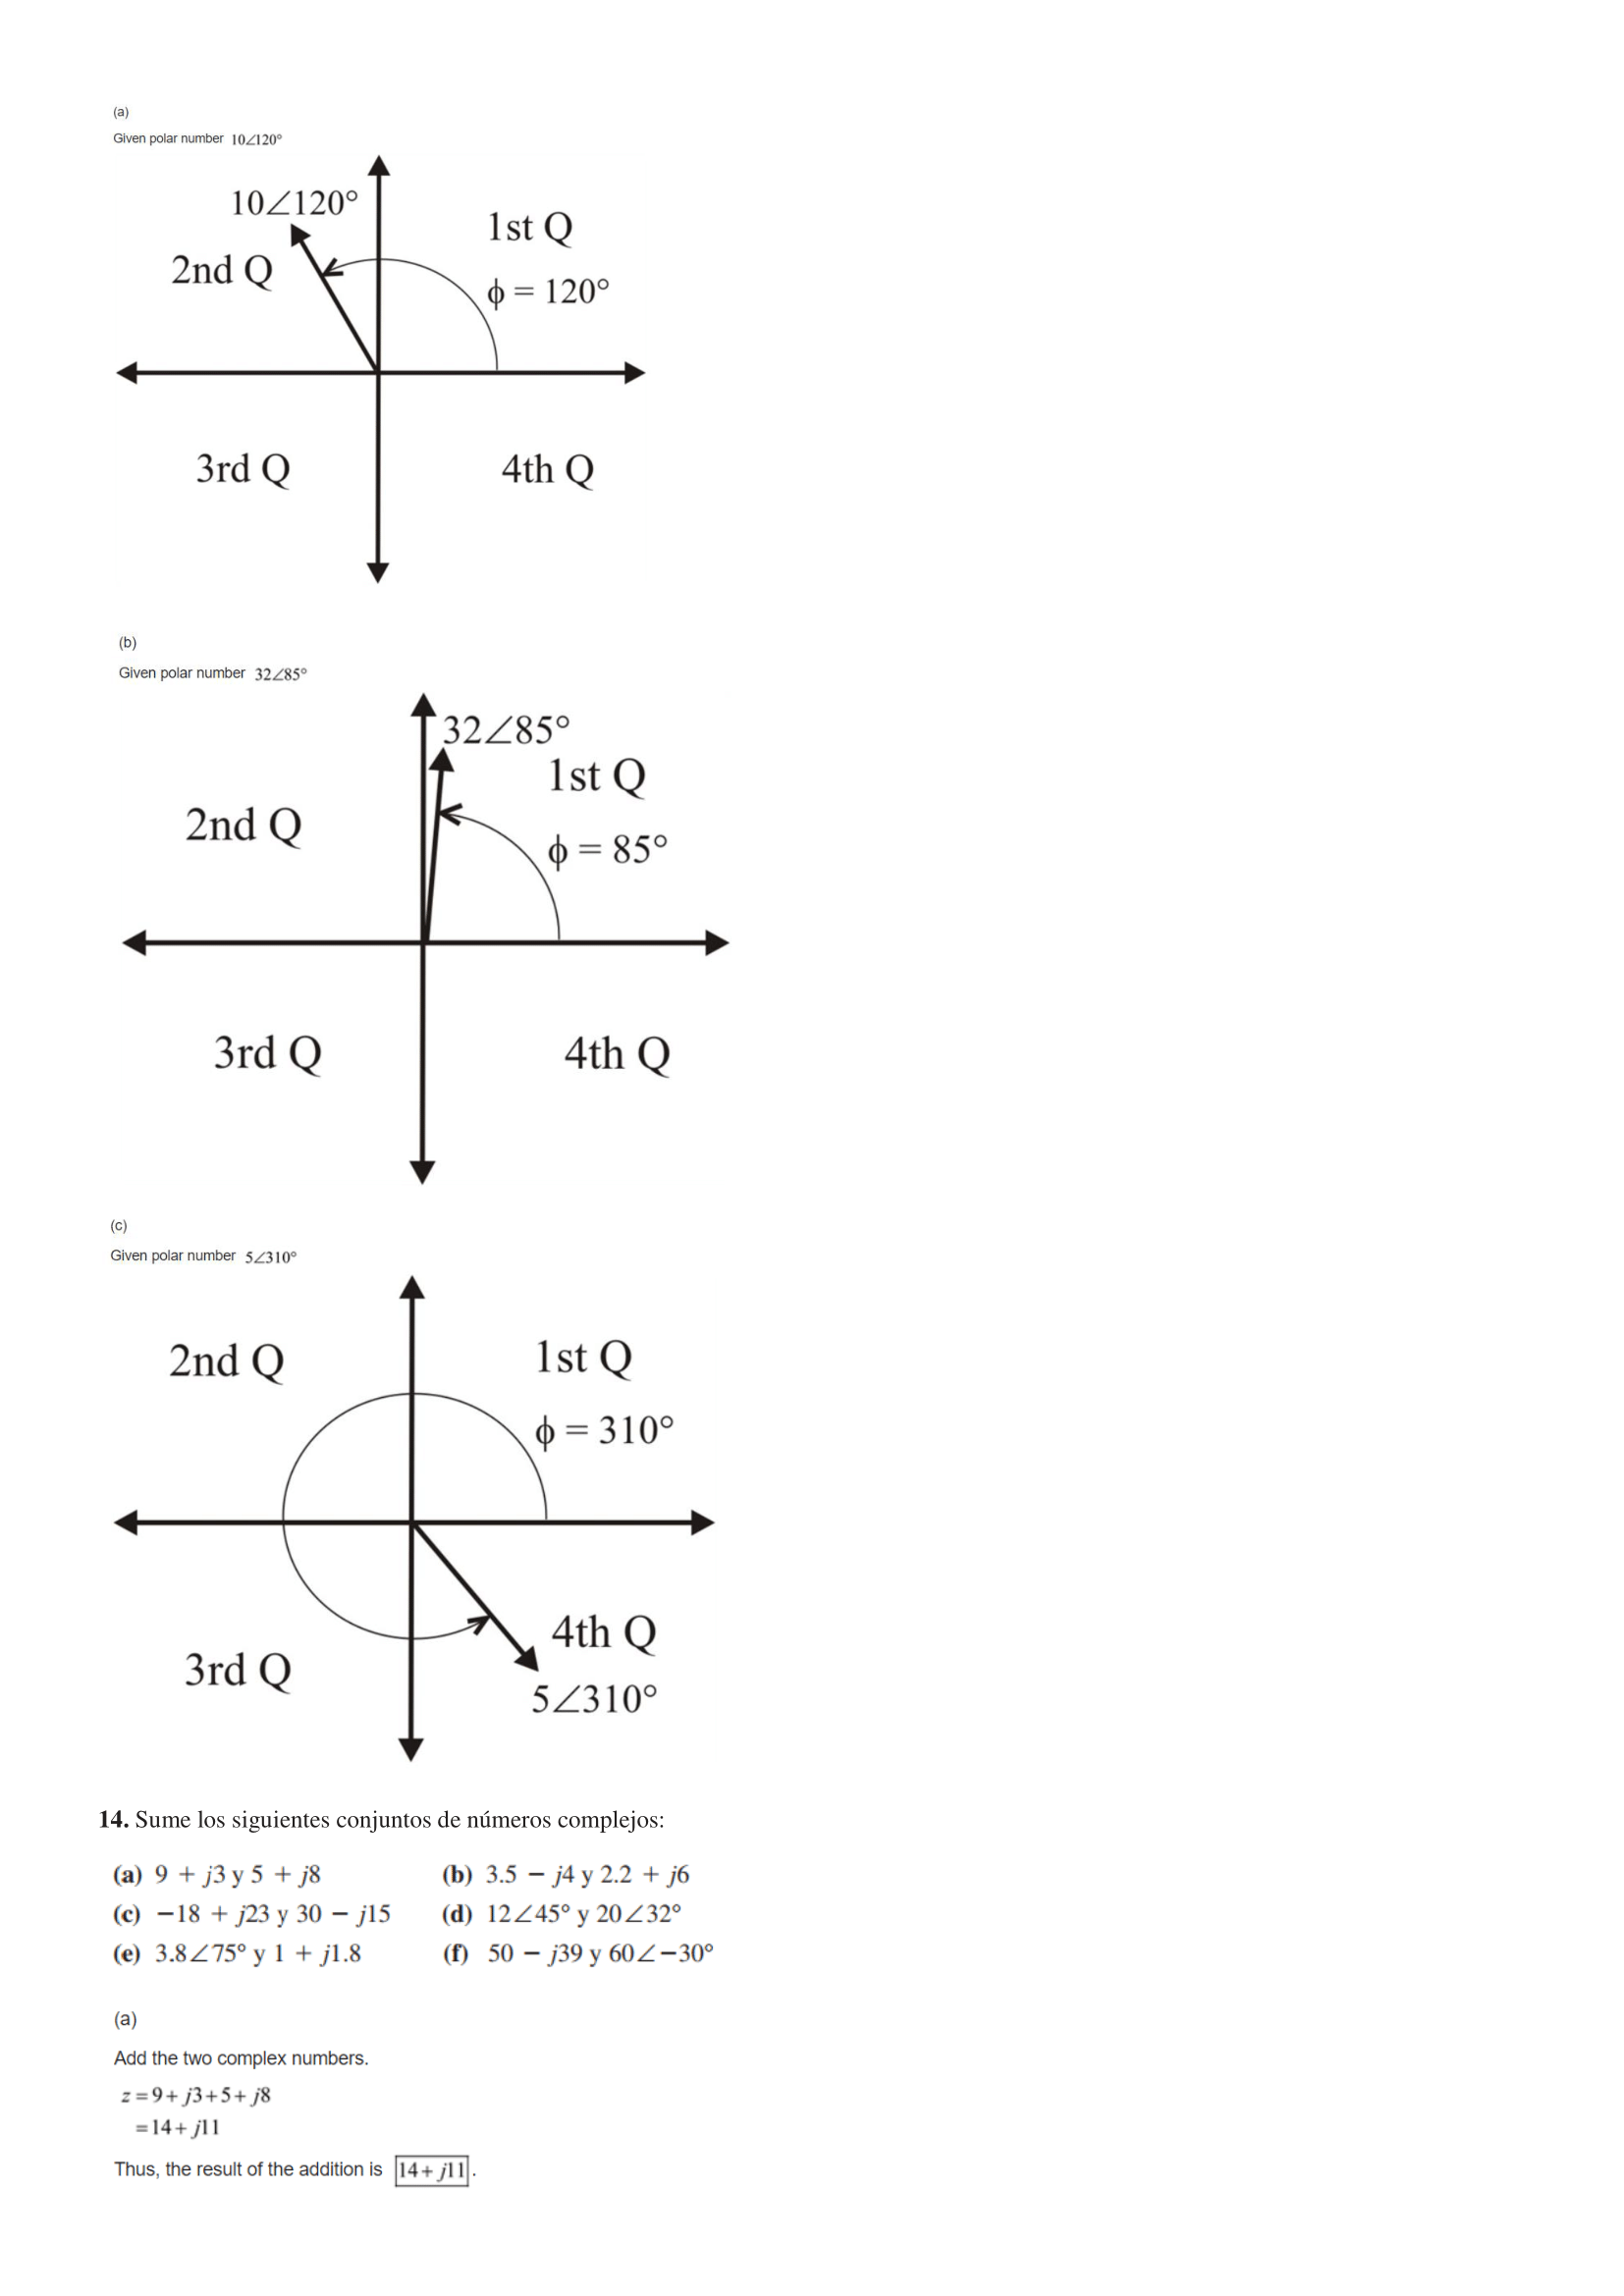 (a)
Given polar number 10∠120°
10∠120°
1st Q
2nd Q
ϕ = 120°
3rd Q
4th Q
(b)
Given polar number 32∠85°
32∠85°
1st Q
2nd Q
ϕ = 85°
3rd Q
4th Q
(c)
Given polar number 5∠310°
2nd Q
1st Q
ϕ = 310°
4th Q
3rd Q
5∠310°
14. Sume los siguientes conjuntos de números complejos:
(a) 9 + j3 y 5 + j8
(b) 3.5 − j4 y 2.2 + j6
(c) −18 + j23 y 30 − j15
(d) 12∠45° y 20∠32°
(e) 3.8∠75° y 1 + j1.8
(f) 50 − j39 y 60∠−30°
(a)
Add the two complex numbers.
z = 9 + j3 + 5 + j8
= 14 + j11
Thus, the result of the addition is 14 + j11.